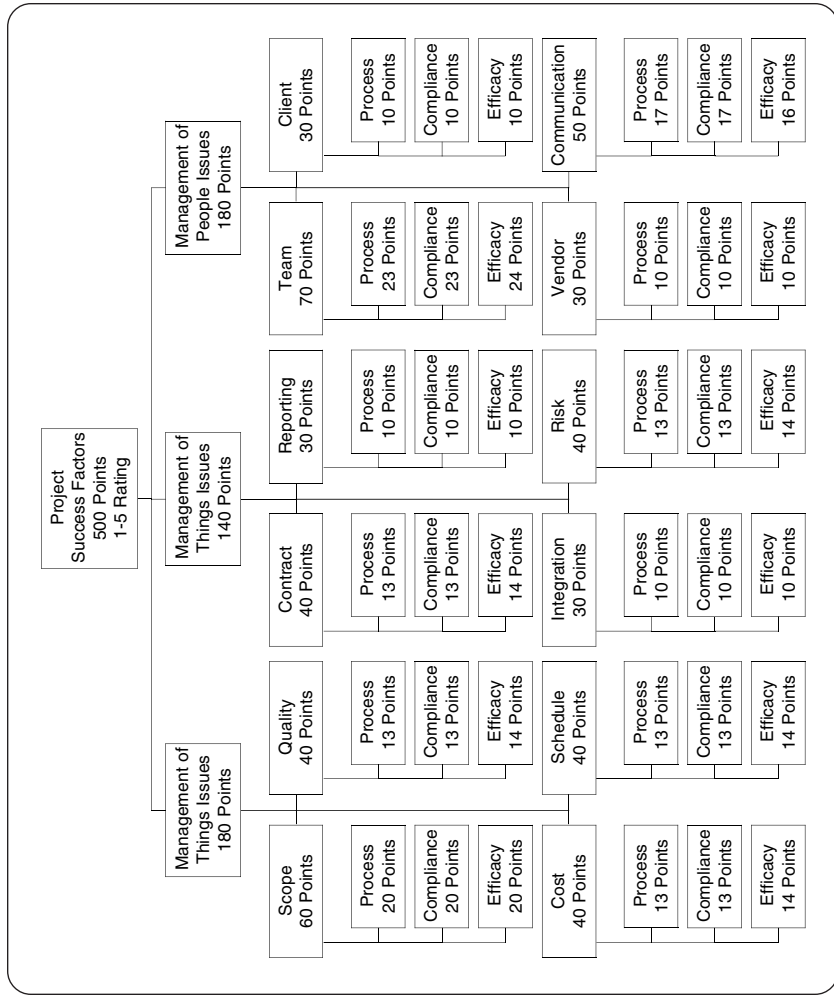 Project
Success Factors
500 Points
1-5 Rating
Management of
Things Issues
180 Points
Scope
60 Points
Process
20 Points
Compliance
20 Points
Efficacy
20 Points
Quality
40 Points
Process
13 Points
Compliance
13 Points
Efficacy
14 Points
Cost
40 Points
Process
13 Points
Compliance
13 Points
Efficacy
14 Points
Schedule
40 Points
Process
13 Points
Compliance
13 Points
Efficacy
14 Points
Management of
Things Issues
140 Points
Contract
40 Points
Process
13 Points
Compliance
13 Points
Efficacy
14 Points
Reporting
30 Points
Process
10 Points
Compliance
10 Points
Efficacy
10 Points
Integration
30 Points
Process
10 Points
Compliance
10 Points
Efficacy
10 Points
Risk
40 Points
Process
13 Points
Compliance
13 Points
Efficacy
14 Points
Management of
People Issues
180 Points
Team
70 Points
Process
23 Points
Compliance
23 Points
Efficacy
24 Points
Client
30 Points
Process
10 Points
Compliance
10 Points
Efficacy
10 Points
Vendor
30 Points
Process
10 Points
Compliance
10 Points
Efficacy
10 Points
Communication
50 Points
Process
17 Points
Compliance
17 Points
Efficacy
16 Points